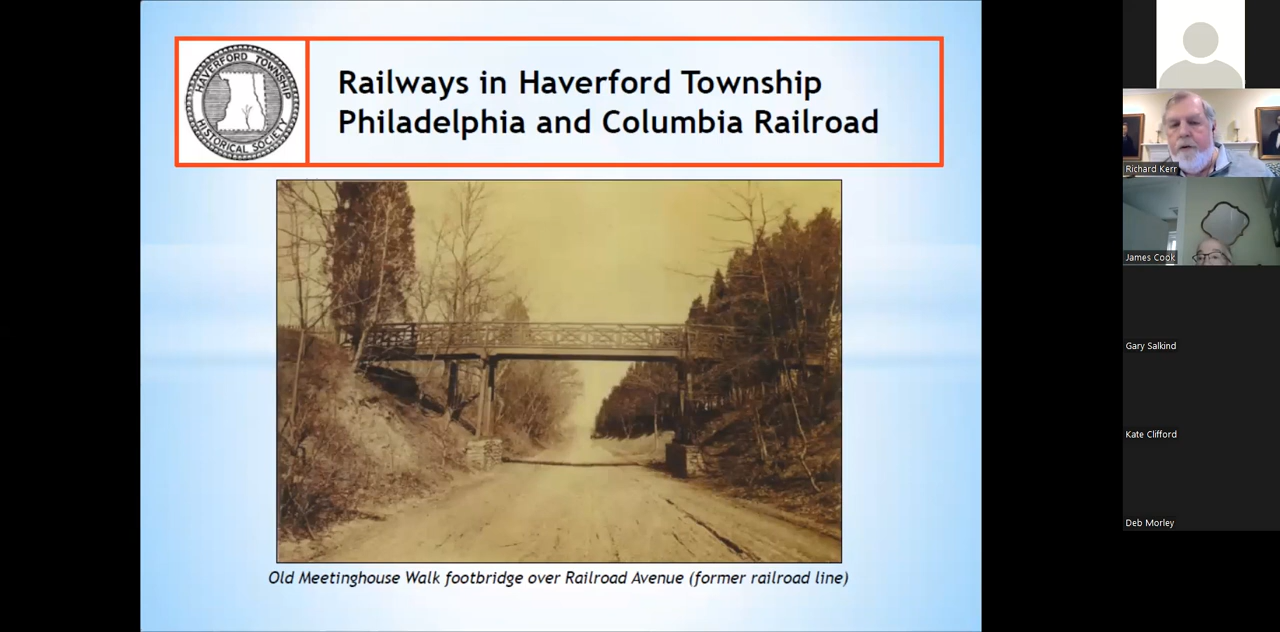 HAVERFORD TOWNSHIP
HISTORICAL SOCIETY
Railways in Haverford Township
Philadelphia and Columbia Railroad
Old Meetinghouse Walk footbridge over Railroad Avenue (former railroad line)
Richard Kerr
James Cook
Gary Salkind
Kate Clifford
Deb Morley